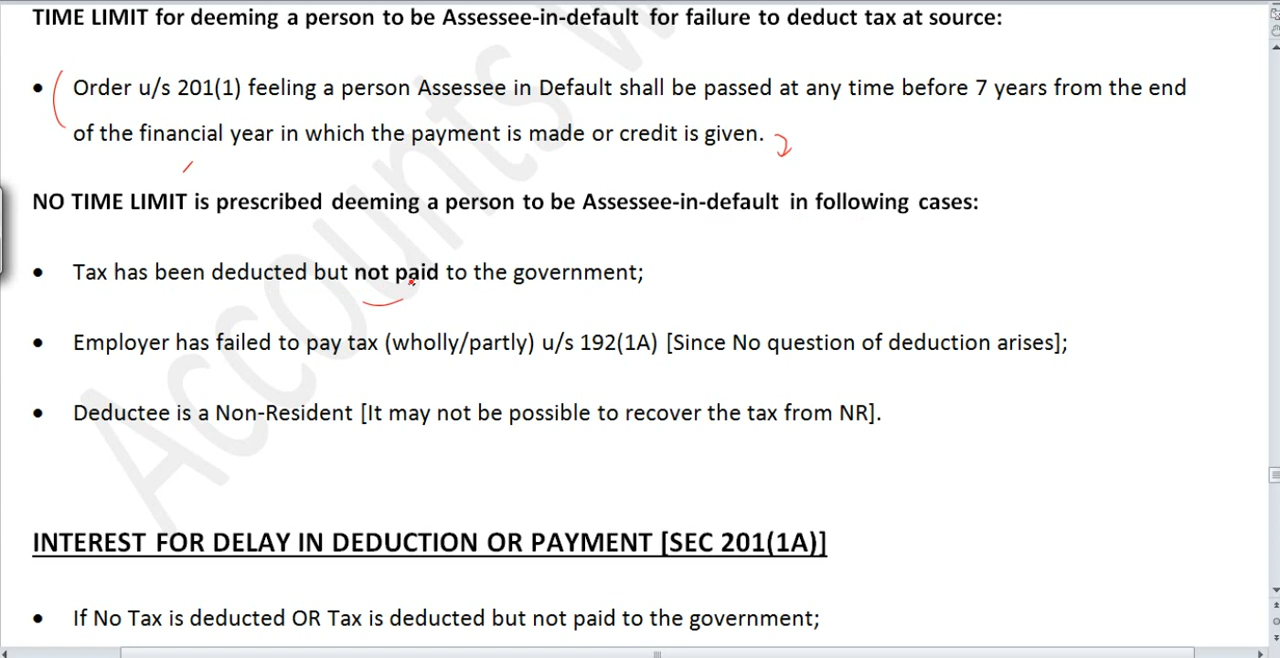 TIME LIMIT for deeming a person to be Assessee-in-default for failure to deduct tax at source:
• Order u/s 201(1) feeling a person Assessee in Default shall be passed at any time before 7 years from the end
of the financial year in which the payment is made or credit is given.
NO TIME LIMIT is prescribed deeming a person to be Assessee-in-default in following cases:
• Tax has been deducted but not paid to the government;
• Employer has failed to pay tax (wholly/partly) u/s 192(1A) [Since No question of deduction arises];
• Deductee is a Non-Resident [It may not be possible to recover the tax from NR].
INTEREST FOR DELAY IN DEDUCTION OR PAYMENT [SEC 201(1A)]
• If No Tax is deducted OR Tax is deducted but not paid to the government;
Accounts w